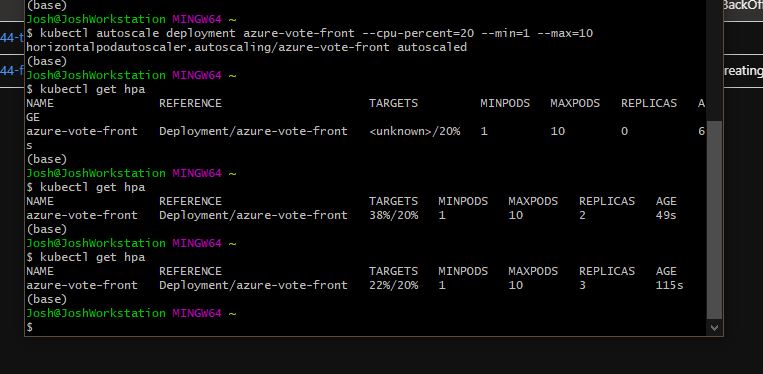 (base)
BackOff
Josh@JoshWorkstation MINGW64 ~
$ kubectl autoscale deployment azure-vote-front --cpu-percent=20 --min=1 --max=10
44-t
horizontalpodautoscaler.autoscaling/azure-vote-front autoscaled
(base)
44-f
reating
Josh@JoshWorkstation MINGW64 ~
$ kubectl get hpa
NAME REFERENCE TARGETS MINPODS MAXPODS REPLICAS A
GE
azure-vote-front Deployment/azure-vote-front <unknown>/20% 1 10 0 6
s
(base)
Josh@JoshWorkstation MINGW64 ~
$ kubectl get hpa
NAME REFERENCE TARGETS MINPODS MAXPODS REPLICAS AGE
azure-vote-front Deployment/azure-vote-front 38%/20% 1 10 2 49s
(base)
Josh@JoshWorkstation MINGW64 ~
$ kubectl get hpa
NAME REFERENCE TARGETS MINPODS MAXPODS REPLICAS AGE
azure-vote-front Deployment/azure-vote-front 22%/20% 1 10 3 115s
(base)
Josh@JoshWorkstation MINGW64 ~
$